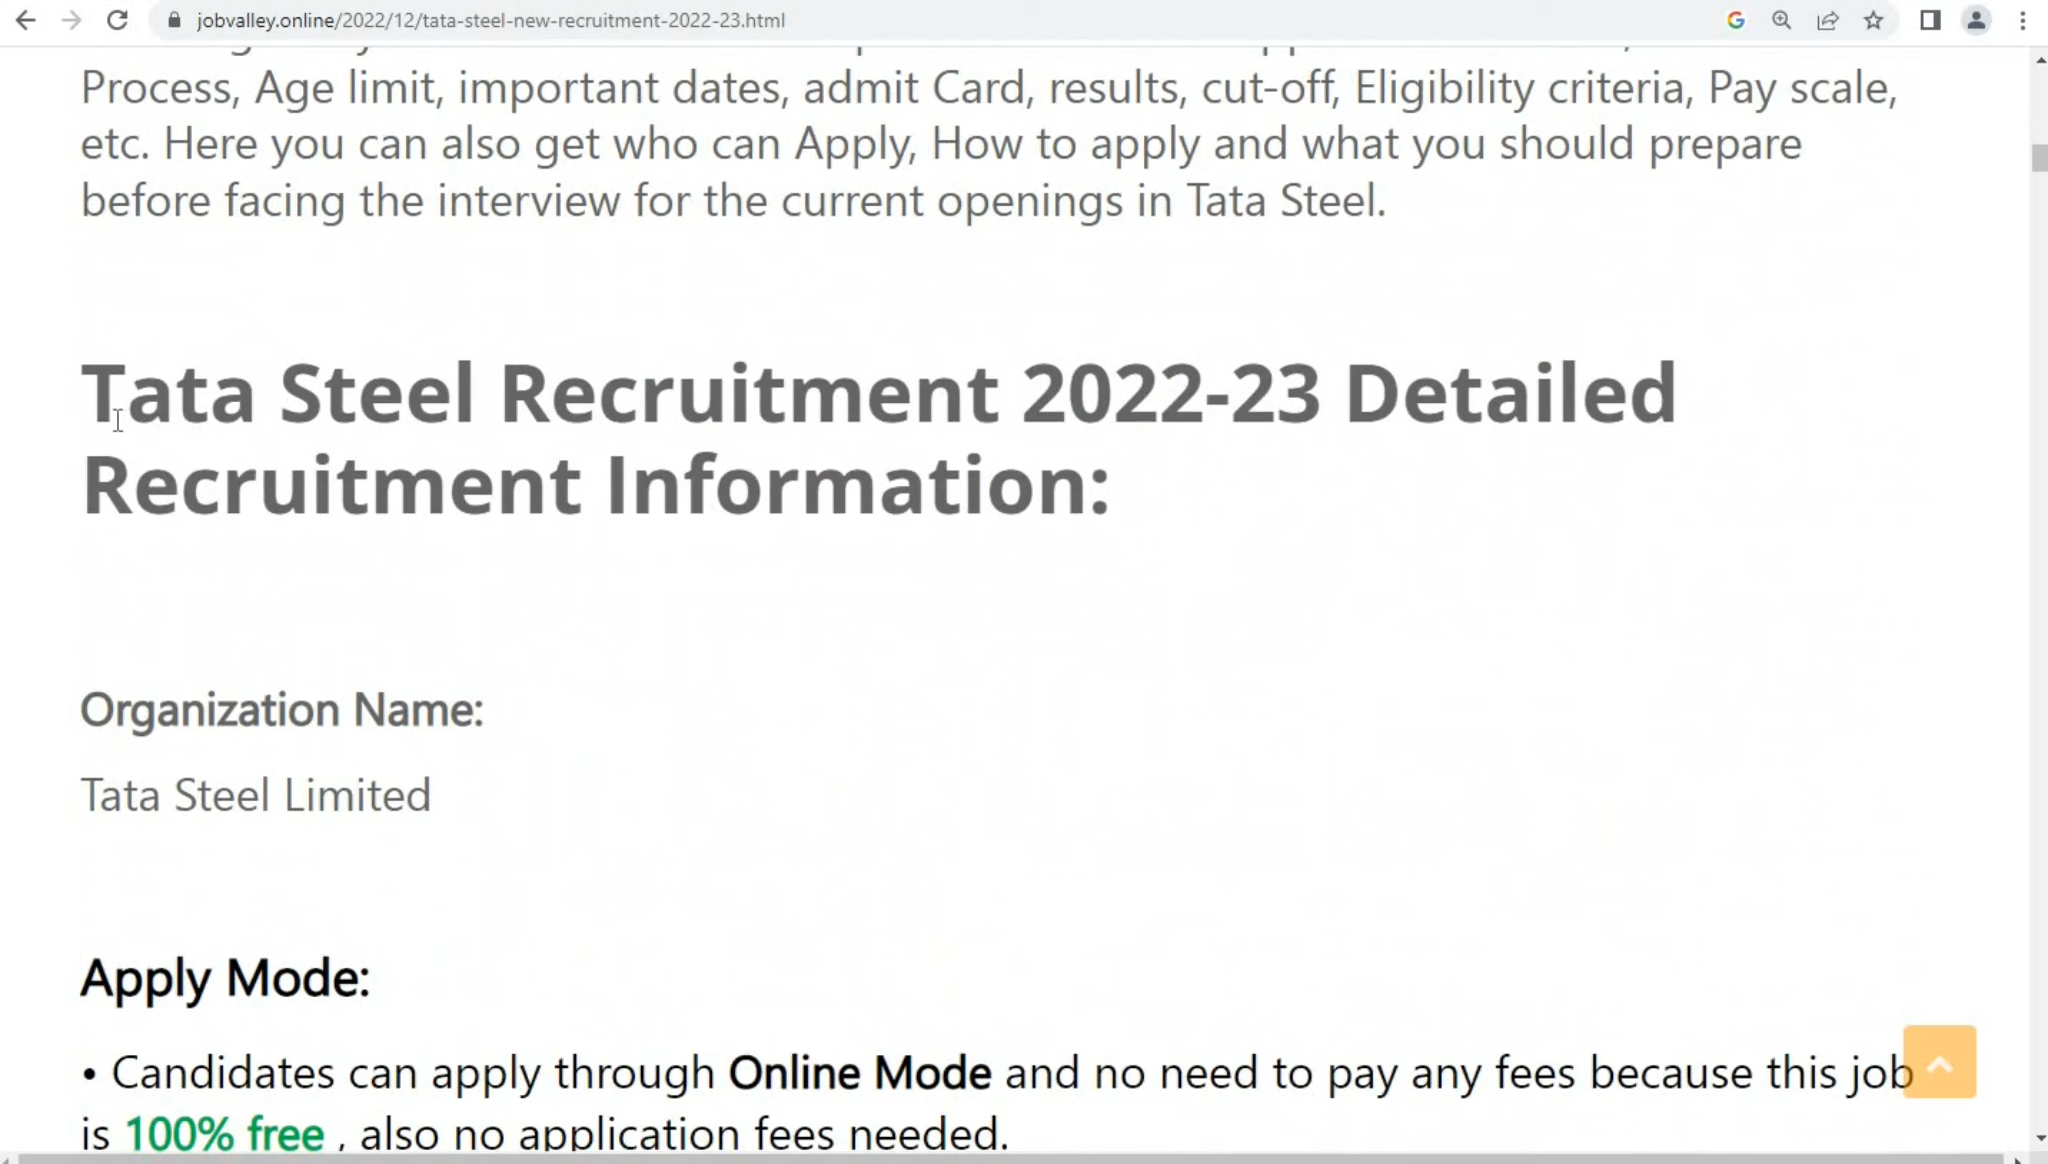 jobvalley.online/2022/12/tata-steel-new-recruitment-2022-23.html
Process, Age limit, important dates, admit Card, results, cut-off, Eligibility criteria, Pay scale,
etc. Here you can also get who can Apply, How to apply and what you should prepare
before facing the interview for the current openings in Tata Steel.
Tata Steel Recruitment 2022-23 Detailed
Recruitment Information:
Organization Name:
Tata Steel Limited
Apply Mode:
• Candidates can apply through Online Mode and no need to pay any fees because this job
is 100% free , also no application fees needed.